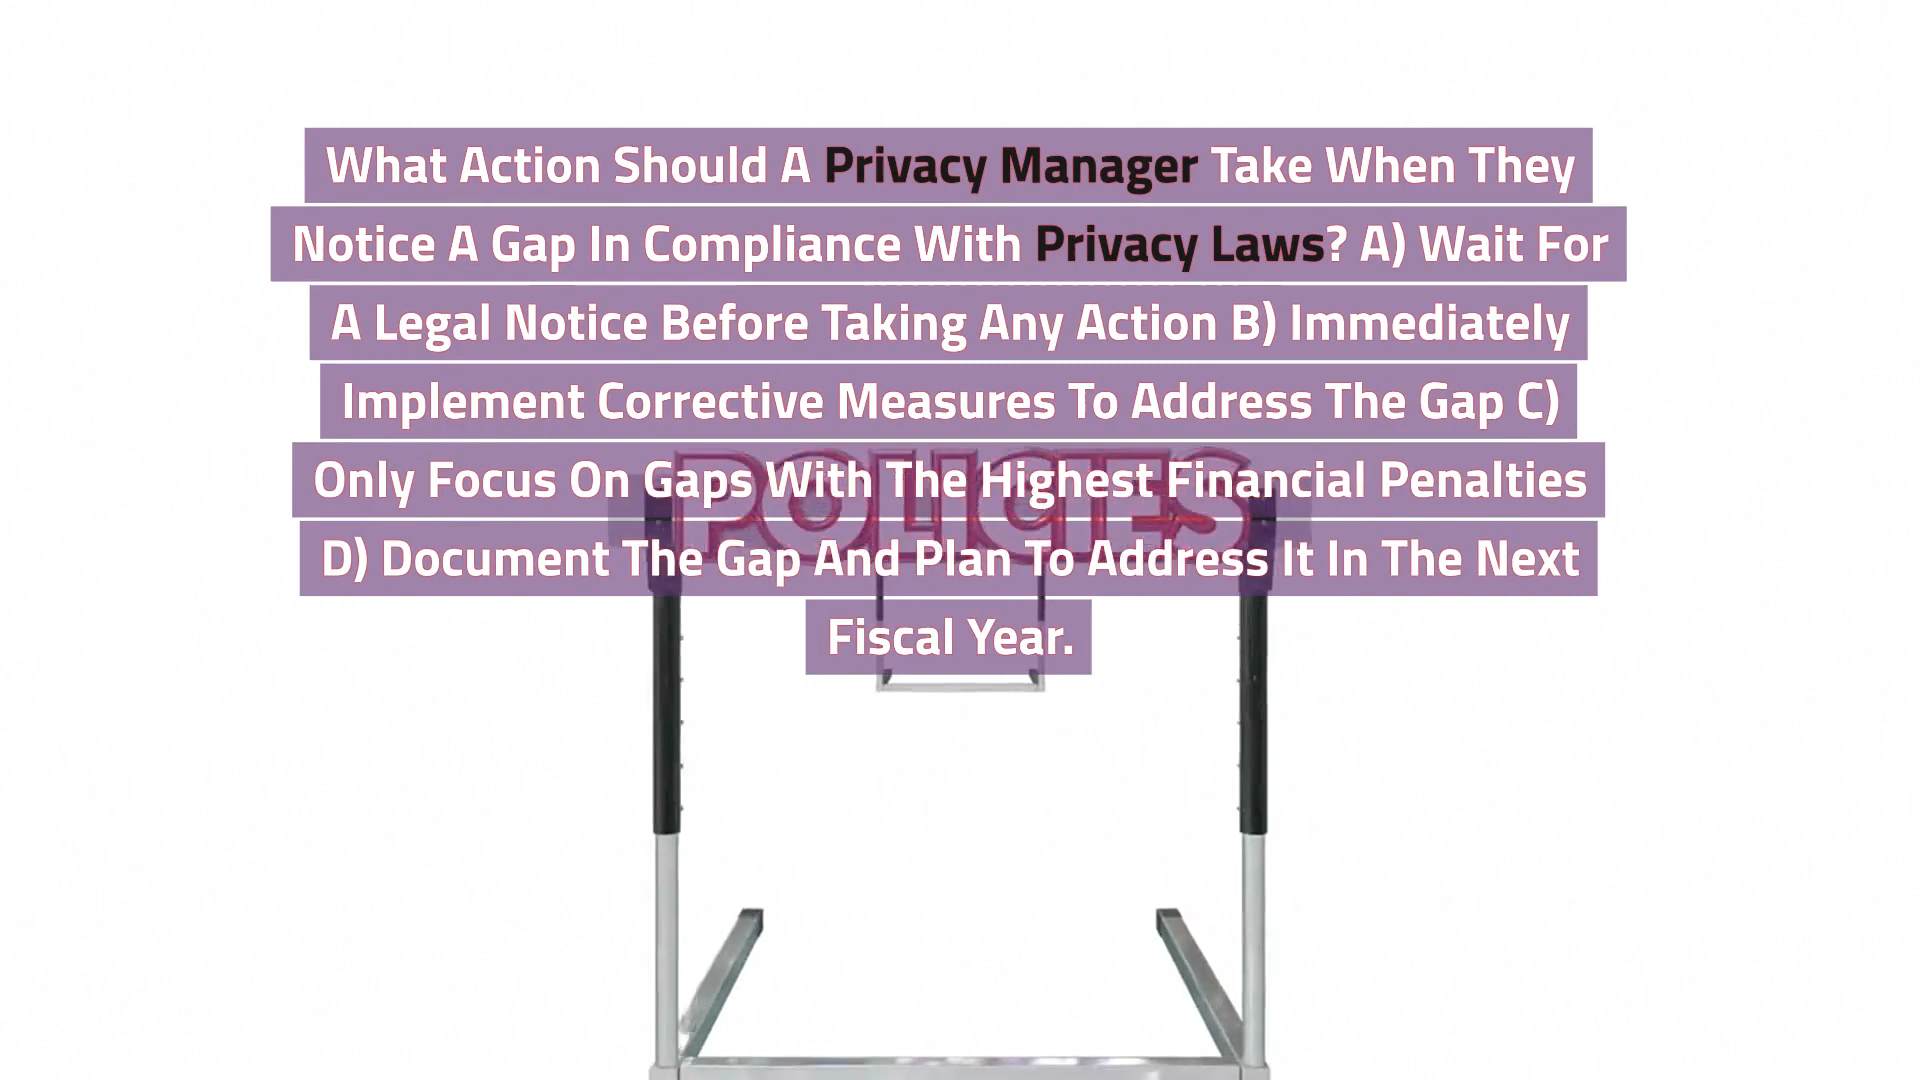 What Action Should A Privacy Manager Take When They
Notice A Gap In Compliance With Privacy Laws? A) Wait For
A Legal Notice Before Taking Any Action B) Immediately
Implement Corrective Measures To Address The Gap C)
Only Focus On Gaps With The Highest Financial Penalties
POLICIES
D) Document The Gap And Plan To Address It In The Next
Fiscal Year.